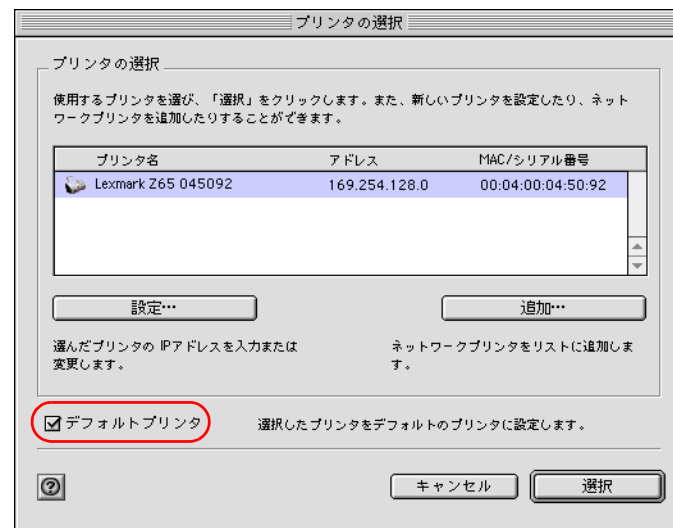 プリンタの選択
プリンタの選択
使用するプリンタを選び、「選択」をクリックします。また、新しいプリンタを設定したり、ネット
ワークプリンタを追加したりすることができます。
プリンタ名 アドレス MAC/シリアル番号
Lexmark Z65 045092 169.254.128.0 00:04:00:04:50:92
設定… 追加…
選んだプリンタの IPアドレスを入力または
変更します。
ネットワークプリンタをリストに追加しま
す。
デフォルトプリンタ 選択したプリンタをデフォルトのプリンタに設定します。
? キャンセル 選択